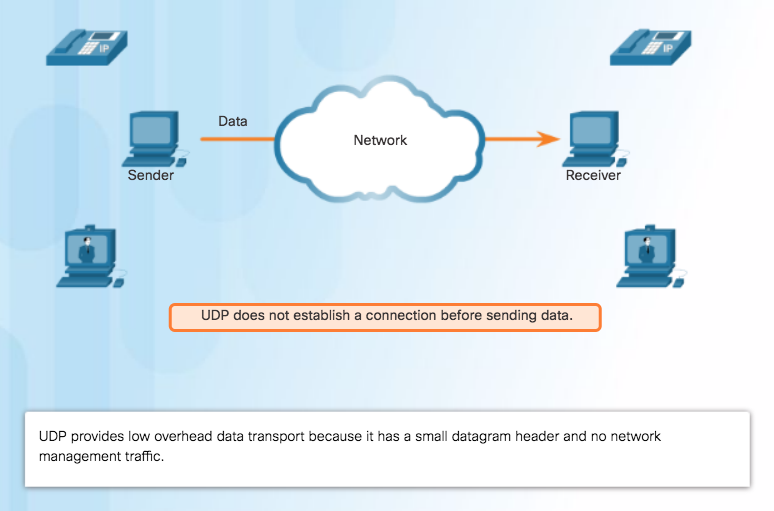 IP
IP
Data
Network
Sender
Receiver
UDP does not establish a connection before sending data.
UDP provides low overhead data transport because it has a small datagram header and no network
management traffic.